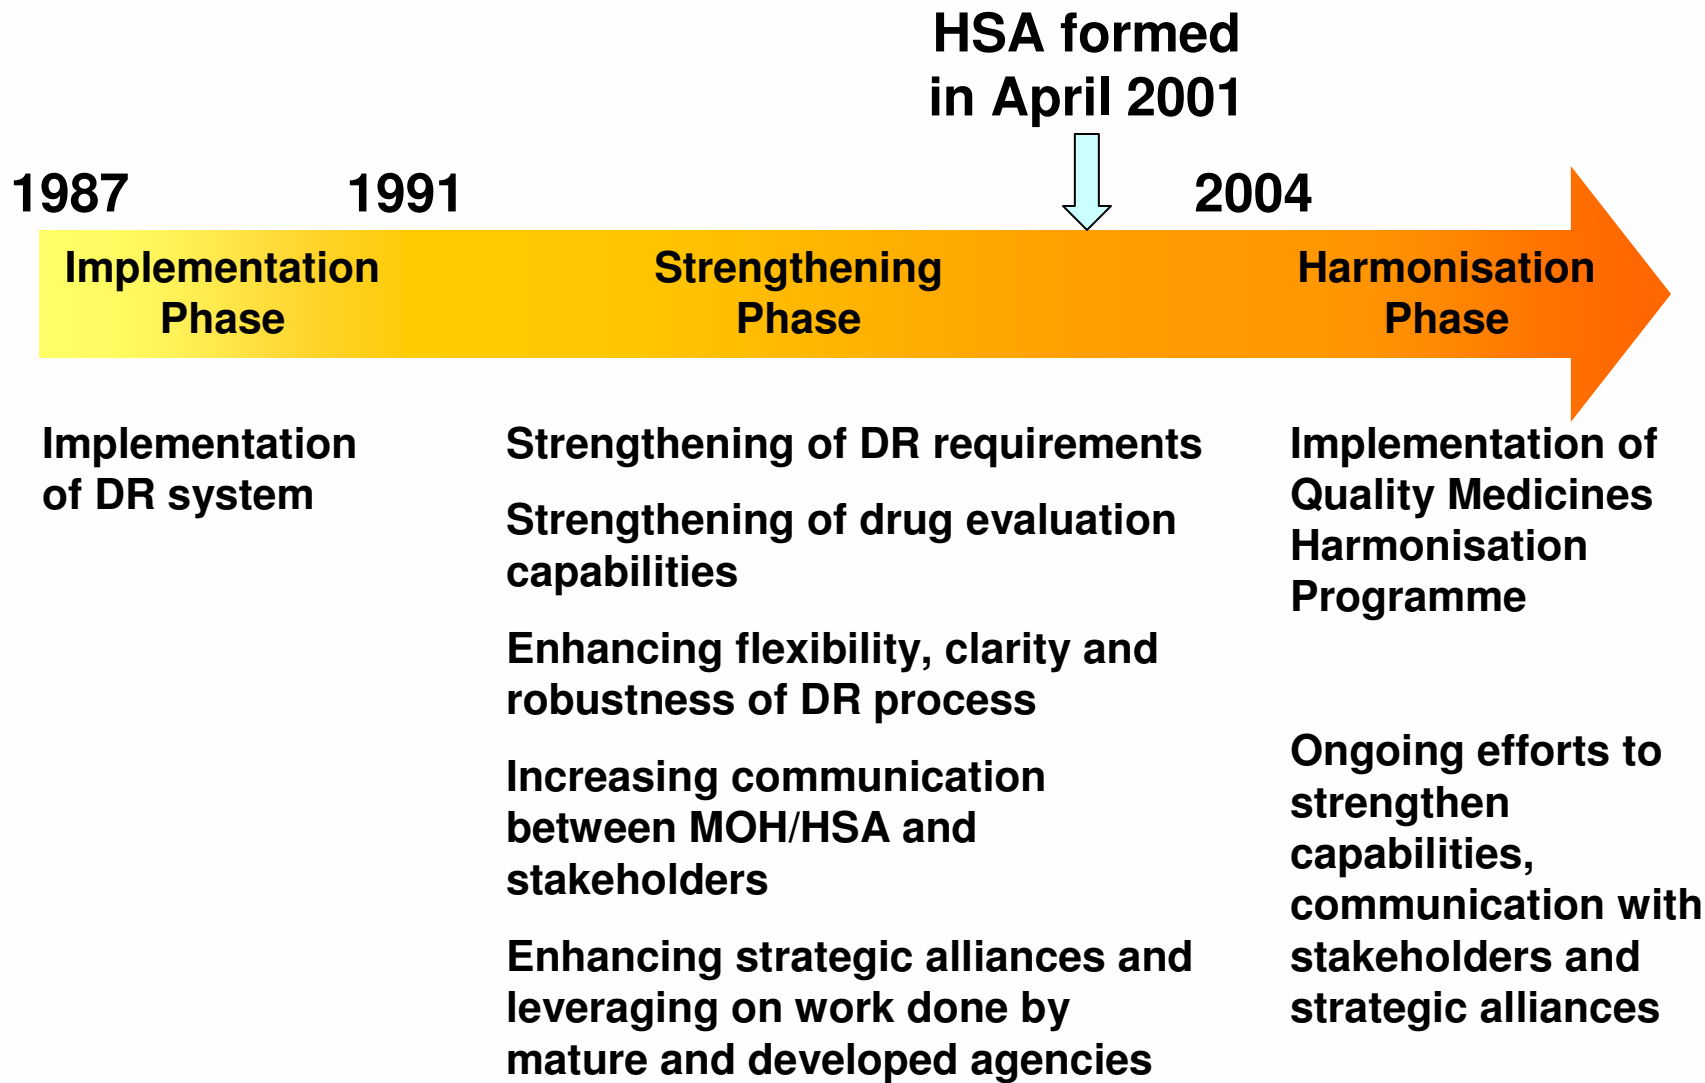 HSA formed
in April 2001
1987
1991
2004
Implementation
Phase
Strengthening
Phase
Harmonisation
Phase
Implementation
of DR system
Strengthening of DR requirements
Strengthening of drug evaluation
capabilities
Enhancing flexibility, clarity and
robustness of DR process
Increasing communication
between MOH/HSA and
stakeholders
Enhancing strategic alliances and
leveraging on work done by
mature and developed agencies
Implementation of
Quality Medicines
Harmonisation
Programme
Ongoing efforts to
strengthen
capabilities,
communication with
stakeholders and
strategic alliances